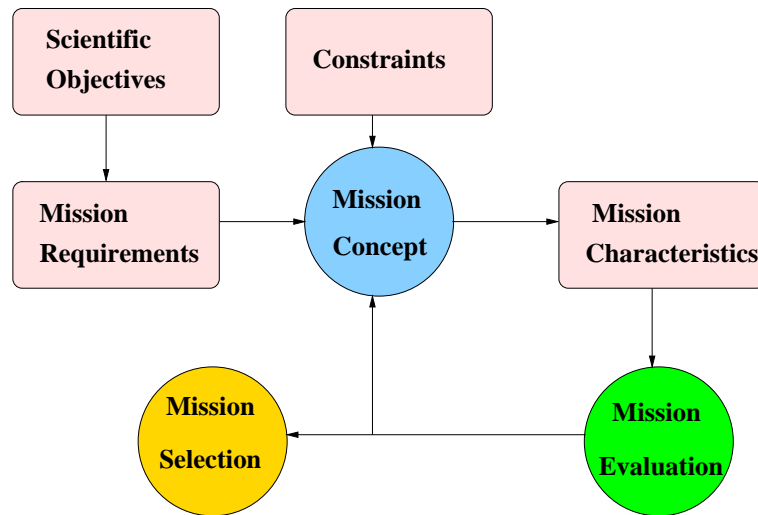 Scientific
Objectives
Constraints
Mission
Requirements
Mission
Concept
Mission
Characteristics
Mission
Selection
Mission
Evaluation